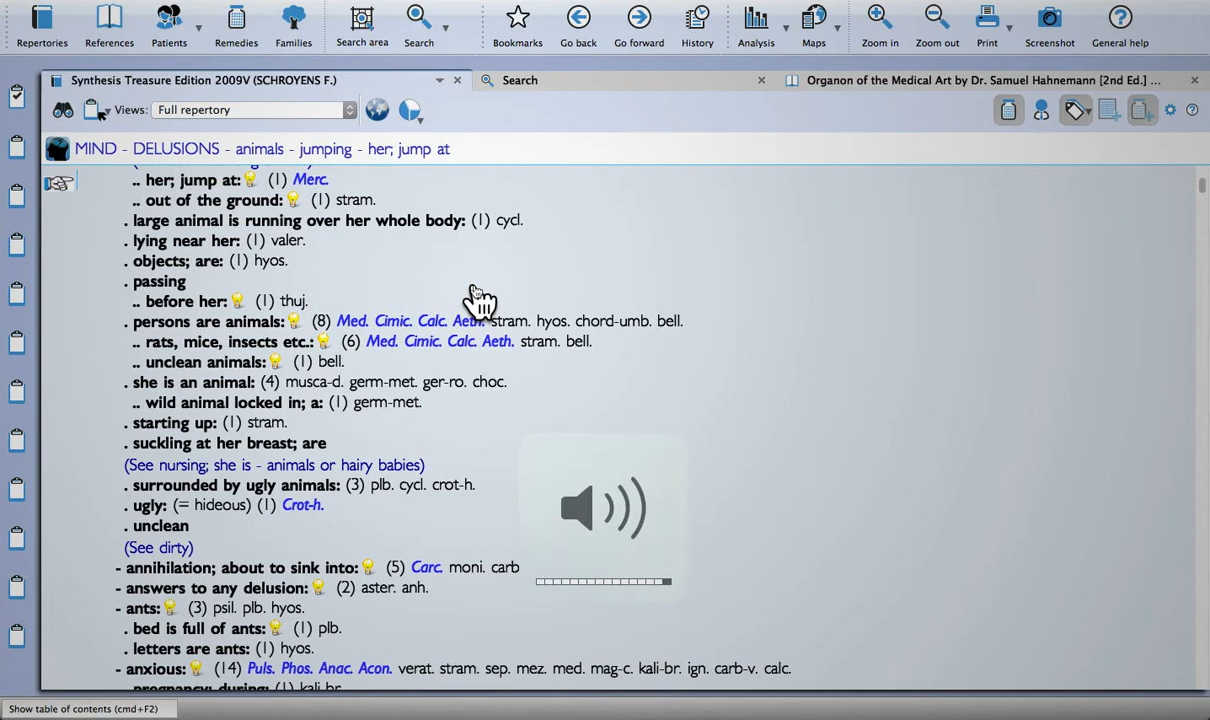 Repertories References Patients Remedies Families Search area Search Bookmarks Go back Go forward History Analysis Maps Zoom in Zoom out Print Screenshot General help
Synthesis Treasure Edition 2009V (SCHROYENS F.) Search Organon of the Medical Art by Dr. Samuel Hahnemann [2nd Ed.] ...
Views: Full repertory
MIND - DELUSIONS - animals - jumping - her; jump at
.. her; jump at: (1) Merc.
.. out of the ground: (1) stram.
. large animal is running over her whole body: (1) cycl.
. lying near her: (1) valer.
. objects; are: (1) hyos.
. passing
.. before her: (1) thuj.
. persons are animals: (8) Med. Cimic. Calc. Aeth. stram. hyos. chord-umb. bell.
.. rats, mice, insects etc.: (6) Med. Cimic. Calc. Aeth. stram. bell.
.. unclean animals: (1) bell.
. she is an animal: (4) musca-d. germ-met. ger-ro. choc.
.. wild animal locked in; a: (1) germ-met.
. starting up: (1) stram.
. suckling at her breast; are
(See nursing; she is - animals or hairy babies)
. surrounded by ugly animals: (3) plb. cycl. crot-h.
. ugly: (= hideous) (1) Crot-h.
. unclean
(See dirty)
- annihilation; about to sink into: (5) Carc. moni. carb
- answers to any delusion: (2) aster. anh.
- ants: (3) psil. plb. hyos.
. bed is full of ants: (1) plb.
. letters are ants: (1) hyos.
- anxious: (14) Puls. Phos. Anac. Acon. verat. stram. sep. mez. med. mag-c. kali-br. ign. carb-v. calc.
. pregnancy; during: (1) kali-br.
Show table of contents (cmd+F2)